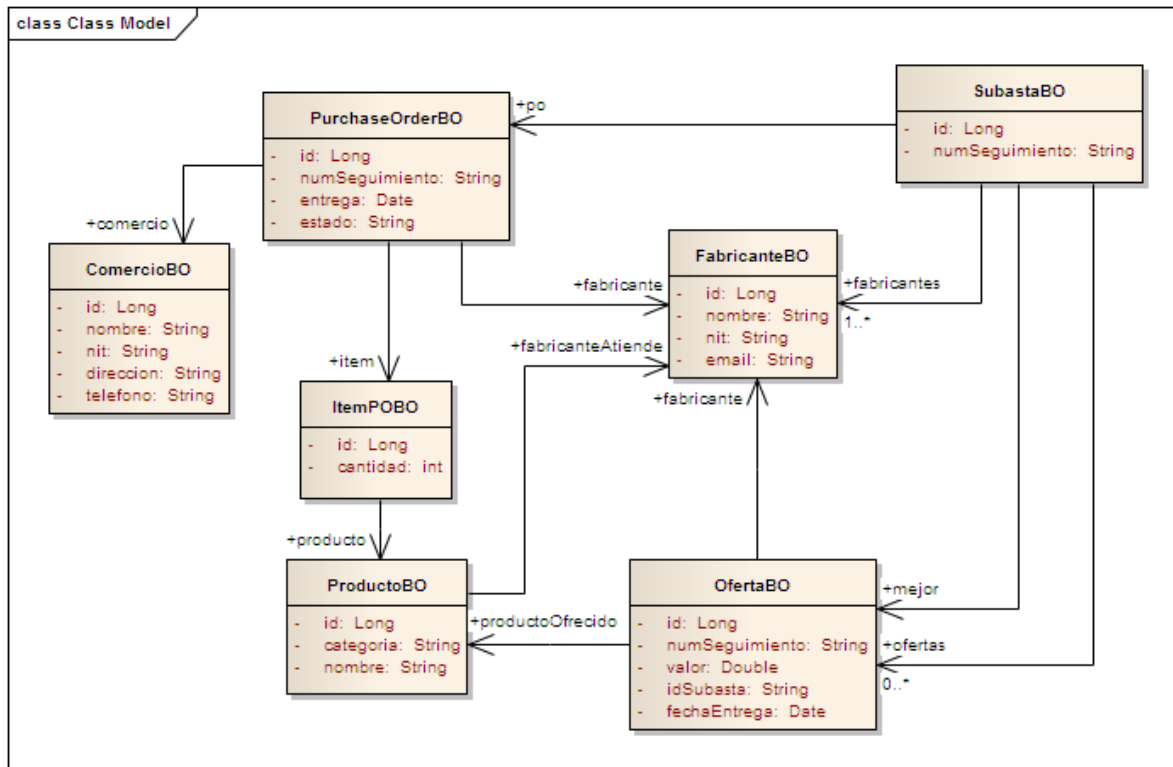 class Class Model
PurchaseOrderBO
- id: Long
- numSeguimiento: String
- entrega: Date
- estado: String
+po
SubastaBO
- id: Long
- numSeguimiento: String
+comercio
ComercioBO
- id: Long
- nombre: String
- nit: String
- direccion: String
- telefono: String
+fabricante
+fabricanteAtiende
FabricanteBO
- id: Long
- nombre: String
- nit: String
- email: String
+fabricantes
1..*
+item
ItemPOBO
- id: Long
- cantidad: int
+fabricante
+producto
ProductoBO
- id: Long
- categoria: String
- nombre: String
+productoOfrecido
OfertaBO
- id: Long
- numSeguimiento: String
- valor: Double
- idSubasta: String
- fechaEntrega: Date
+mejor
+ofertas
0..*